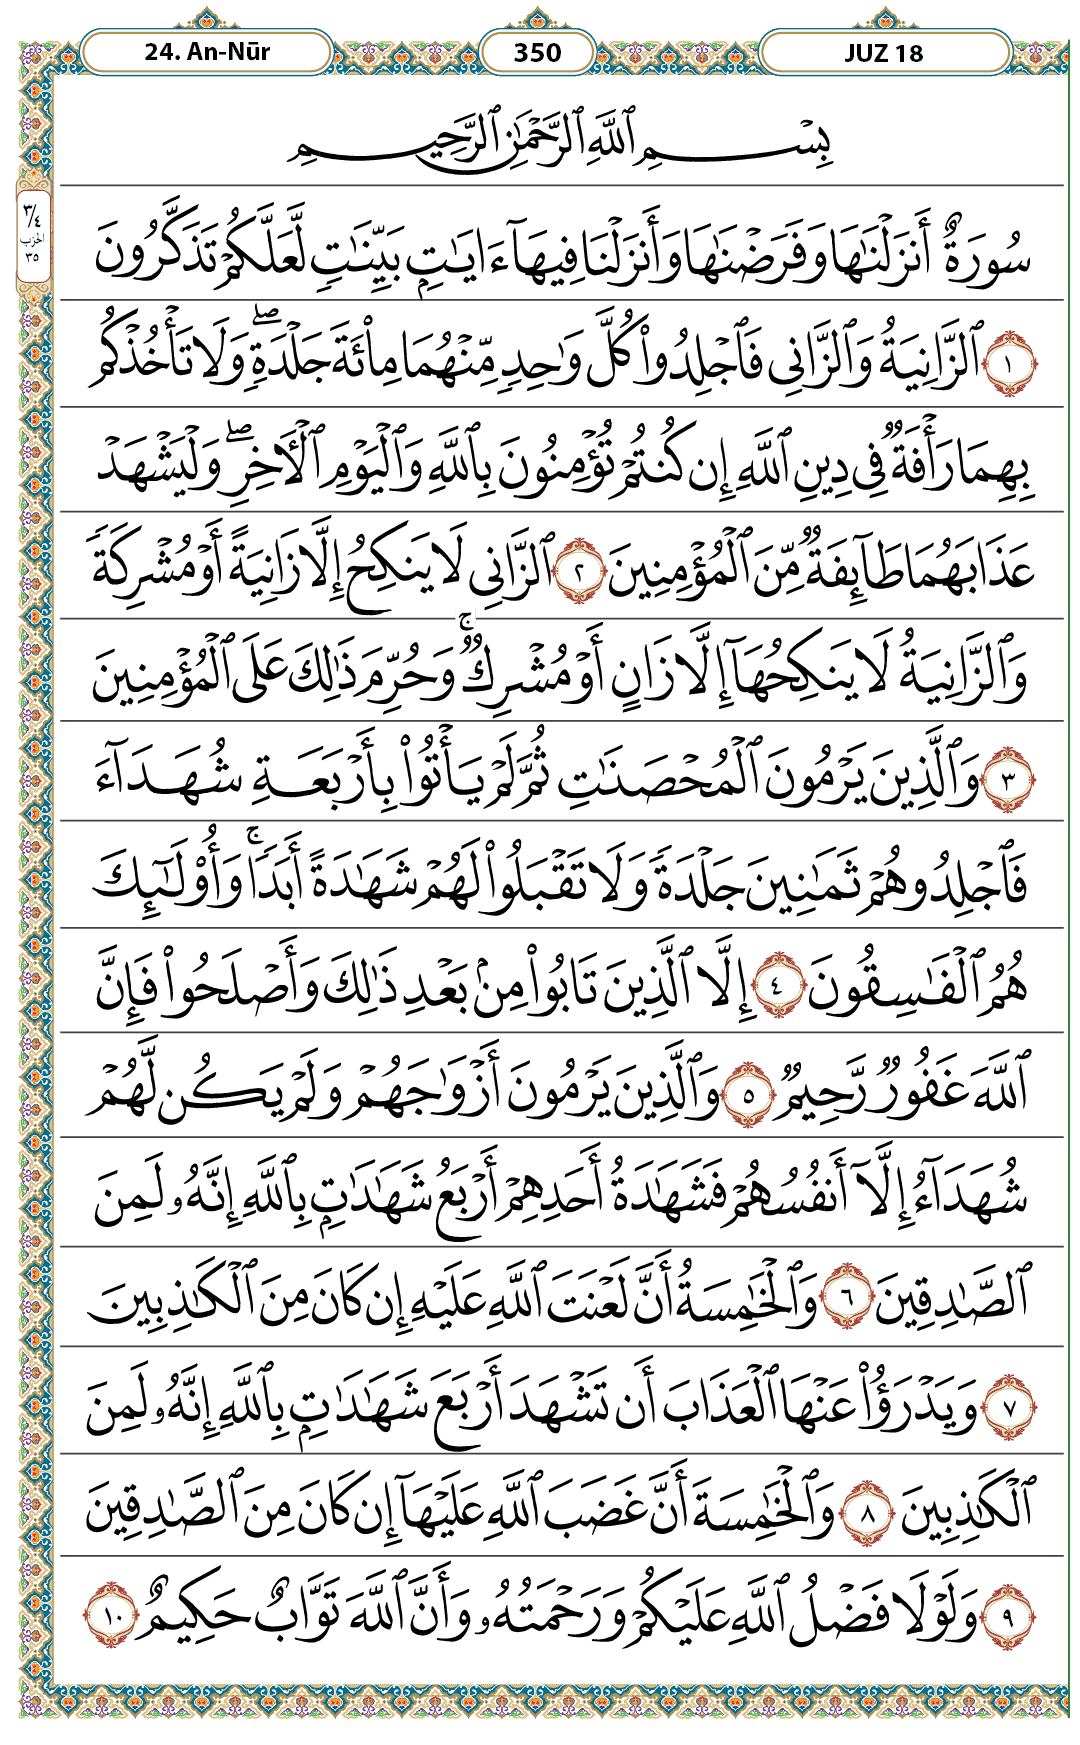 24. An-Nūr
350
JUZ 18
٣/٤
الحزب
٣٥
بِسْمِ ٱللَّهِ ٱلرَّحْمَٰنِ ٱلرَّحِيمِ
سُورَةٌ أَنزَلْنَٰهَا وَفَرَضْنَٰهَا وَأَنزَلْنَا فِيهَآ ءَايَٰتٍۭ بَيِّنَٰتٍ لَّعَلَّكُمْ تَذَكَّرُونَ
١ ٱلزَّانِيَةُ وَٱلزَّانِى فَٱجْلِدُوا۟ كُلَّ وَٰحِدٍ مِّنْهُمَا مِا۟ئَةَ جَلْدَةٍ ۖ وَلَا تَأْخُذْكُم
بِهِمَا رَأْفَةٌ فِى دِينِ ٱللَّهِ إِن كُنتُمْ تُؤْمِنُونَ بِٱللَّهِ وَٱلْيَوْمِ ٱلْءَاخِرِ ۖ وَلْيَشْهَدْ
عَذَابَهُمَا طَآئِفَةٌ مِّنَ ٱلْمُؤْمِنِينَ ٢ ٱلزَّانِى لَا يَنكِحُ إِلَّا زَانِيَةً أَوْ مُشْرِكَةً
وَٱلزَّانِيَةُ لَا يَنكِحُهَآ إِلَّا زَانٍ أَوْ مُشْرِكٌ ۚ وَحُرِّمَ ذَٰلِكَ عَلَى ٱلْمُؤْمِنِينَ
٣ وَٱلَّذِينَ يَرْمُونَ ٱلْمُحْصَنَٰتِ ثُمَّ لَمْ يَأْتُوا۟ بِأَرْبَعَةِ شُهَدَآءَ
فَٱجْلِدُوهُمْ ثَمَٰنِينَ جَلْدَةً وَلَا تَقْبَلُوا۟ لَهُمْ شَهَٰدَةً أَبَدًا ۚ وَأُو۟لَٰٓئِكَ
هُمُ ٱلْفَٰسِقُونَ ٤ إِلَّا ٱلَّذِينَ تَابُوا۟ مِنۢ بَعْدِ ذَٰلِكَ وَأَصْلَحُوا۟ فَإِنَّ
ٱللَّهَ غَفُورٌ رَّحِيمٌ ٥ وَٱلَّذِينَ يَرْمُونَ أَزْوَٰجَهُمْ وَلَمْ يَكُن لَّهُمْ
شُهَدَآءُ إِلَّآ أَنفُسُهُمْ فَشَهَٰدَةُ أَحَدِهِمْ أَرْبَعُ شَهَٰدَٰتٍۭ بِٱللَّهِ إِنَّهُۥ لَمِنَ
ٱلصَّٰدِقِينَ ٦ وَٱلْخَٰمِسَةُ أَنَّ لَعْنَتَ ٱللَّهِ عَلَيْهِ إِن كَانَ مِنَ ٱلْكَٰذِبِينَ
٧ وَيَدْرَؤُا۟ عَنْهَا ٱلْعَذَابَ أَن تَشْهَدَ أَرْبَعَ شَهَٰدَٰتٍۭ بِٱللَّهِ إِنَّهُۥ لَمِنَ
ٱلْكَٰذِبِينَ ٨ وَٱلْخَٰمِسَةَ أَنَّ غَضَبَ ٱللَّهِ عَلَيْهَآ إِن كَانَ مِنَ ٱلصَّٰدِقِينَ
٩ وَلَوْلَا فَضْلُ ٱللَّهِ عَلَيْكُمْ وَرَحْمَتُهُۥ وَأَنَّ ٱللَّهَ تَوَّابٌ حَكِيمٌ ١٠